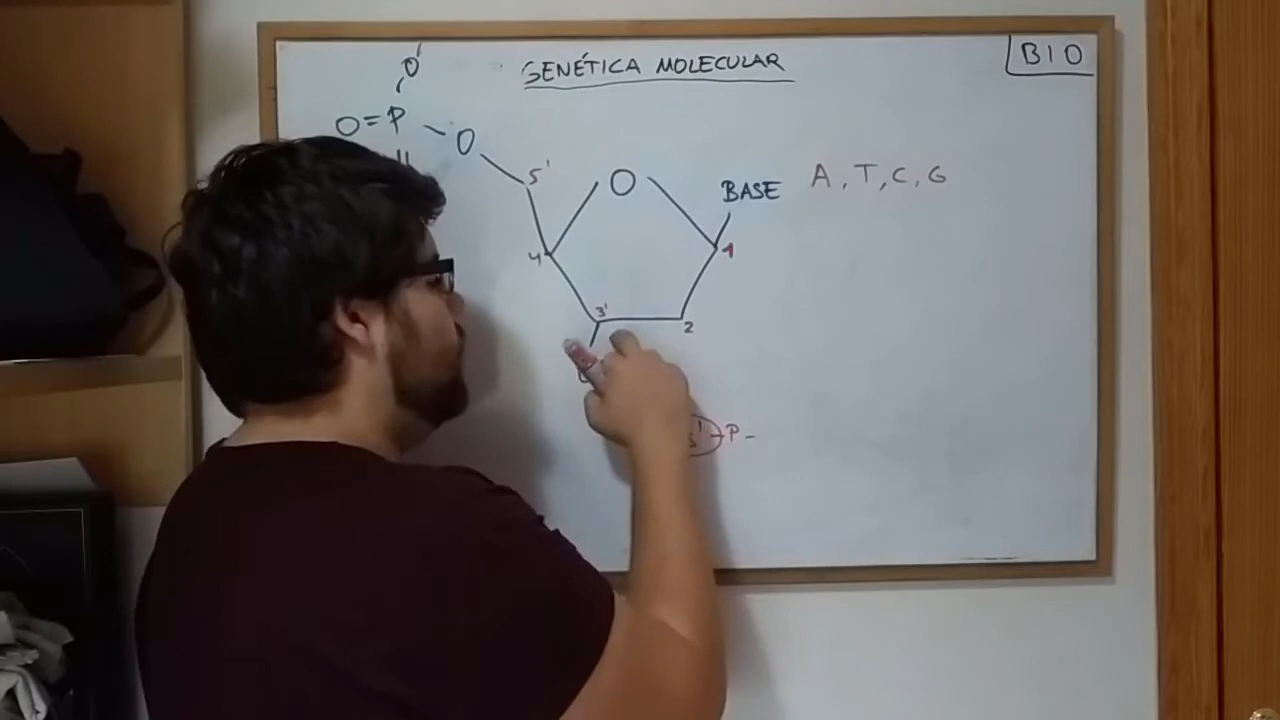 GENÉTICA MOLECULAR
BIO
O'
O=P-O
5'
O
BASE
A, T, C, G
4
1
3'
2
-P-